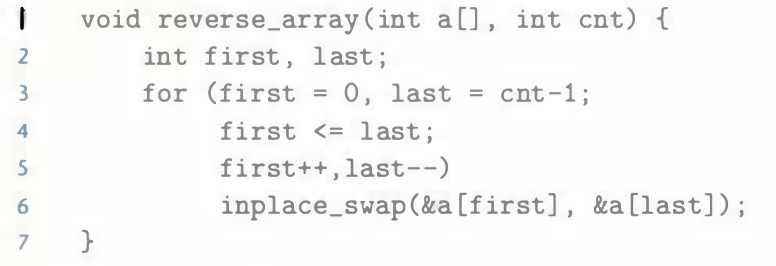 1 void reverse_array(int a[], int cnt) {
2 int first, last;
3 for (first = 0, last = cnt-1;
4 first <= last;
5 first++,last--)
6 inplace_swap(&a[first], &a[last]);
7 }